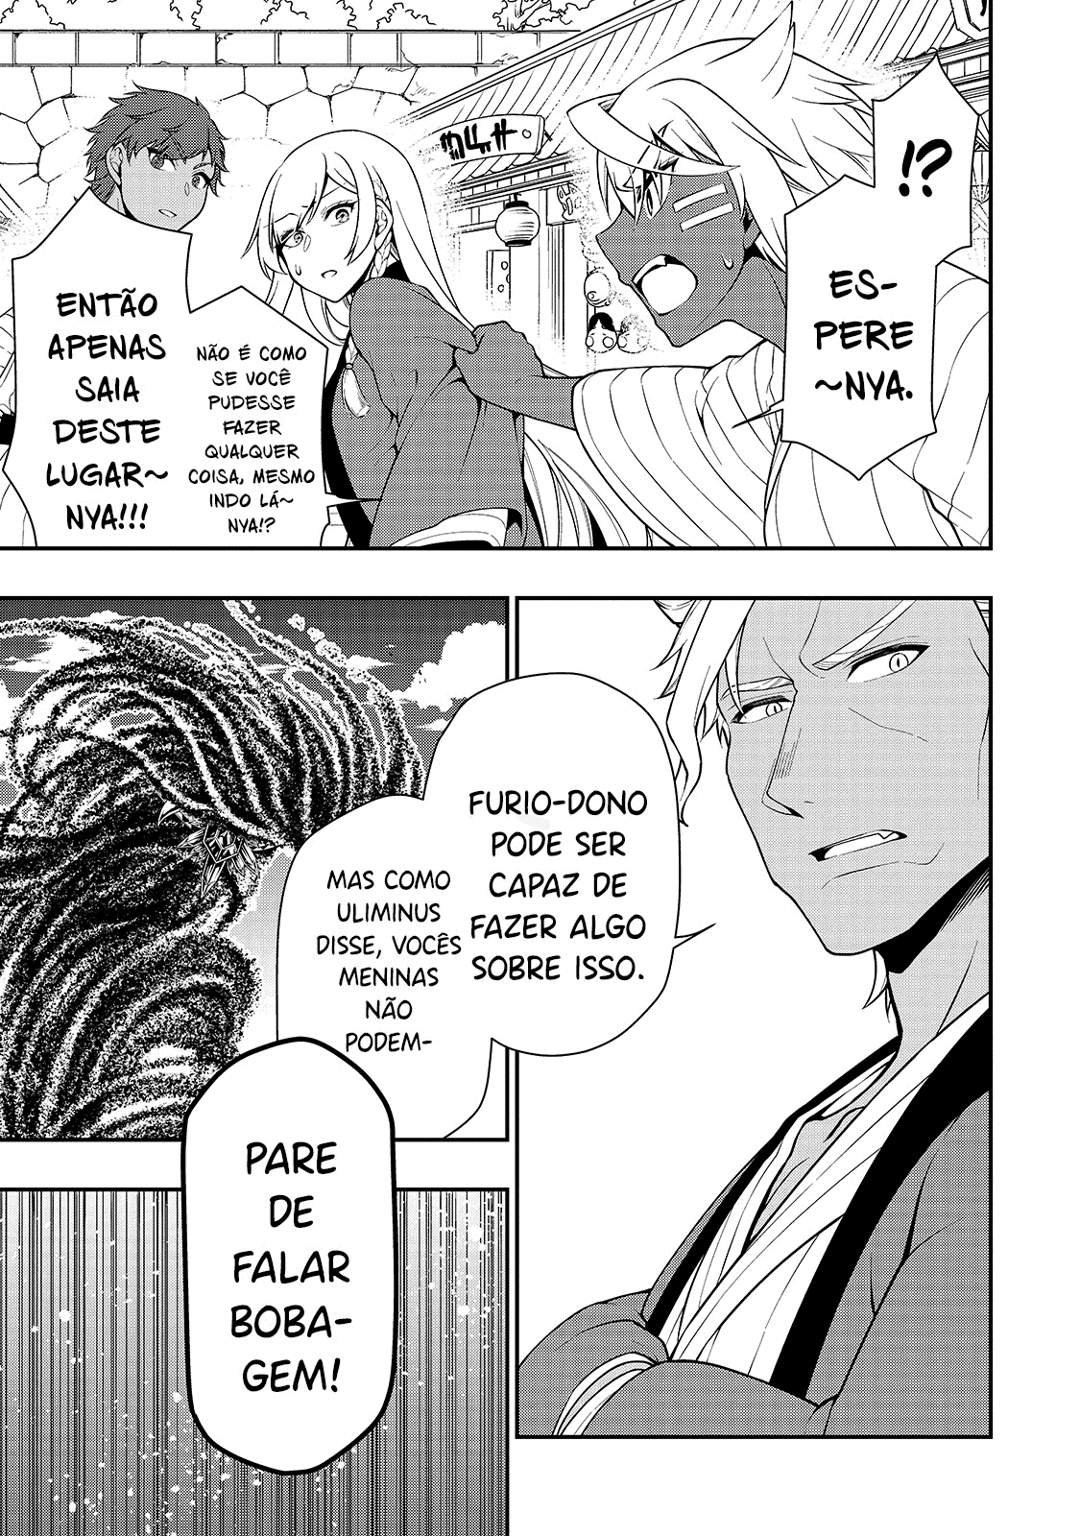 !?
ES-
PERE
~NYA.
NÃO É COMO
SE VOCÊ
PUDESSE
FAZER
QUALQUER
COISA, MESMO
INDO LÁ~
NYA!?
ENTÃO
APENAS
SAIA
DESTE
LUGAR~
NYA!!!
FURIO-DONO
PODE SER
CAPAZ DE
FAZER ALGO
SOBRE ISSO.
MAS COMO
ULIMINUS
DISSE, VOCÊS
MENINAS
NÃO
PODEM-
PARE
DE
FALAR
BOBA-
GEM!